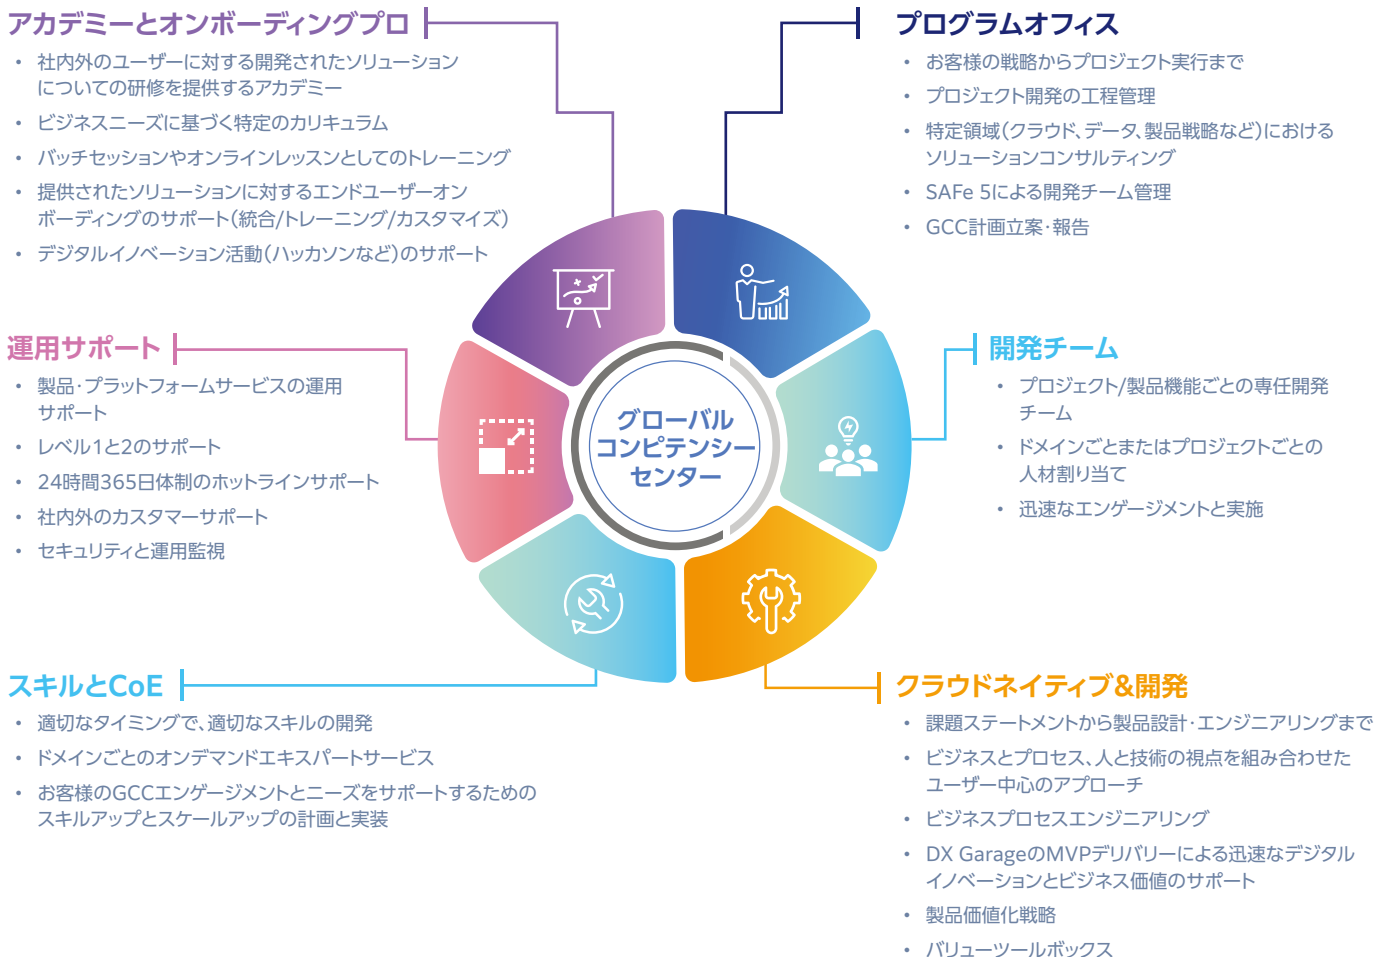 アカデミーとオンボーディングプロ
• 社内外のユーザーに対する開発されたソリューション
についての研修を提供するアカデミー
• ビジネスニーズに基づく特定のカリキュラム
• バッチセッションやオンラインレッスンとしてのトレーニング
• 提供されたソリューションに対するエンドユーザーオン
ボーディングのサポート（統合/トレーニング/カスタマイズ）
• デジタルイノベーション活動（ハッカソンなど）のサポート
プログラムオフィス
• お客様の戦略からプロジェクト実行まで
• プロジェクト開発の工程管理
• 特定領域（クラウド、データ、製品戦略など）における
ソリューションコンサルティング
• SAFe 5による開発チーム管理
• GCC計画立案・報告
運用サポート
• 製品・プラットフォームサービスの運用
サポート
• レベル1と2のサポート
• 24時間365日体制のホットラインサポート
• 社内外のカスタマーサポート
• セキュリティと運用監視
グローバル
コンピテンシー
センター
開発チーム
• プロジェクト/製品機能ごとの専任開発
チーム
• ドメインごとまたはプロジェクトごとの
人材割り当て
• 迅速なエンゲージメントと実施
スキルとCoE
• 適切なタイミングで、適切なスキルの開発
• ドメインごとのオンデマンドエキスパートサービス
• お客様のGCCエンゲージメントとニーズをサポートするための
スキルアップとスケールアップの計画と実装
クラウドネイティブ&開発
• 課題ステートメントから製品設計・エンジニアリングまで
• ビジネスとプロセス、人と技術の視点を組み合わせた
ユーザー中心のアプローチ
• ビジネスプロセスエンジニアリング
• DX GarageのMVPデリバリーによる迅速なデジタル
イノベーションとビジネス価値のサポート
• 製品価値化戦略
• バリューツールボックス